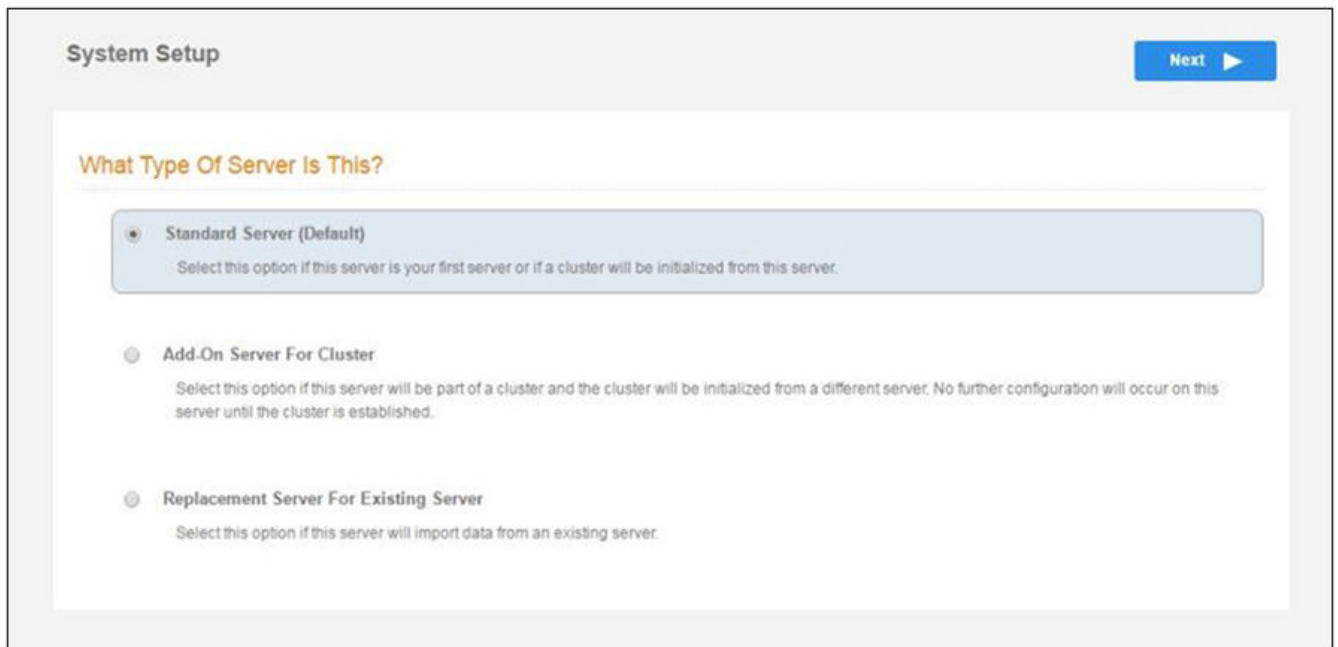 System Setup
Next
What Type Of Server Is This?
Standard Server (Default)
Select this option if this server is your first server or if a cluster will be initialized from this server.
Add-On Server For Cluster
Select this option if this server will be part of a cluster and the cluster will be initialized from a different server. No further configuration will occur on this
server until the cluster is established.
Replacement Server For Existing Server
Select this option if this server will import data from an existing server.